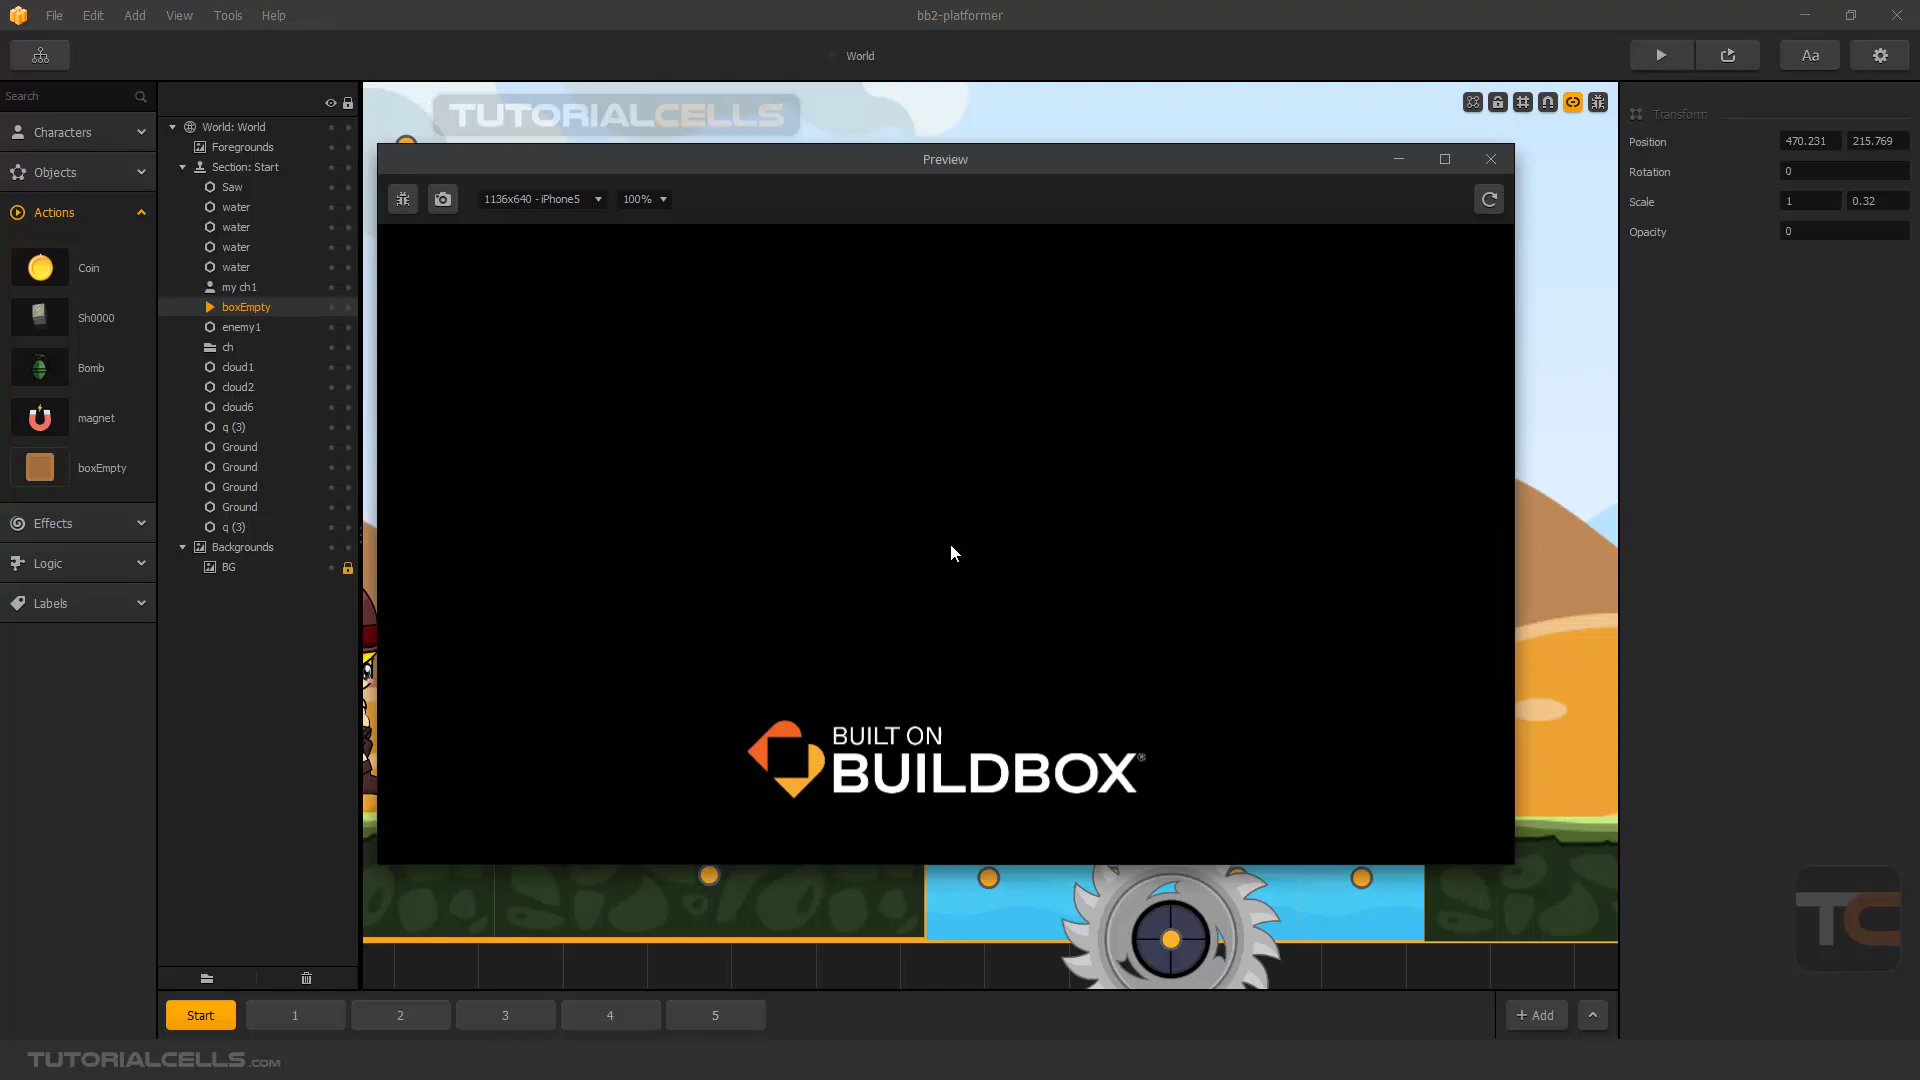 File Edit Add View Tools Help
bb2-platformer
World
Aa
Search
Characters
Objects
Actions
Coin
Sh0000
Bomb
magnet
boxEmpty
Effects
Logic
Labels
World: World
Foregrounds
Section: Start
Saw
water
water
water
water
my ch1
boxEmpty
enemy1
ch
cloud1
cloud2
cloud6
q (3)
Ground
Ground
Ground
Ground
q (3)
Backgrounds
BG
TUTORIALCELLS
Preview
1136x640 - iPhone5 100%
BUILT ON
BUILDBOX®
Transform
Position 470.231 215.769
Rotation 0
Scale 1 0.32
Opacity 0
TC
Start 1 2 3 4 5
+ Add
TUTORIALCELLS.COM